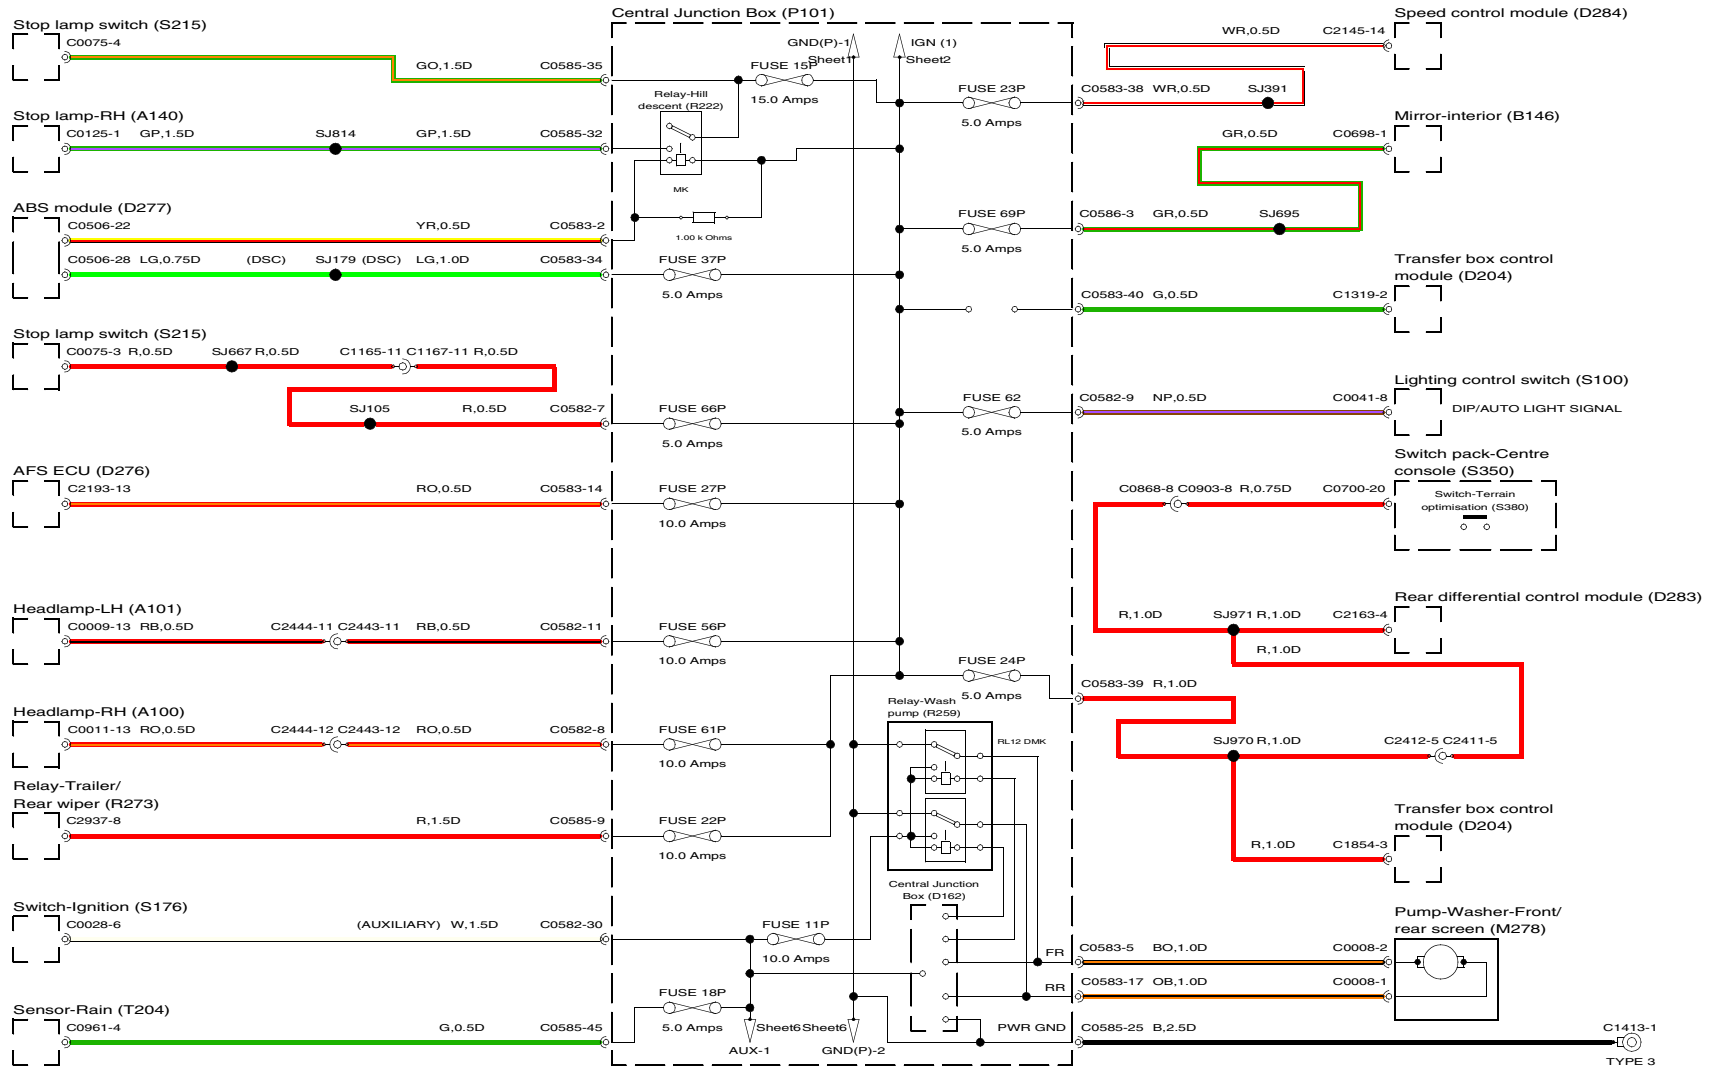 Stop lamp switch (S215)
C0075-4
GO,1.5D
C0585-35
Stop lamp-RH (A140)
C0125-1 GP,1.5D
SJ814
GP,1.5D
C0585-32
ABS module (D277)
C0506-22
YR,0.5D
C0583-2
C0506-28 LG,0.75D
(DSC)
SJ179 (DSC)
LG,1.0D
C0583-34
Stop lamp switch (S215)
C0075-3 R,0.5D
SJ667 R,0.5D
C1165-11 C1167-11 R,0.5D
SJ105
R,0.5D
C0582-7
AFS ECU (D276)
C2193-13
RO,0.5D
C0583-14
Headlamp-LH (A101)
C0009-13 RB,0.5D
C2444-11 C2443-11
RB,0.5D
C0582-11
Headlamp-RH (A100)
C0011-13 RO,0.5D
C2444-12 C2443-12
RO,0.5D
C0582-8
Relay-Trailer/
Rear wiper (R273)
C2937-8
R,1.5D
C0585-9
Switch-Ignition (S176)
C0028-6
(AUXILIARY) W,1.5D
C0582-30
Sensor-Rain (T204)
C0961-4
G,0.5D
C0585-45
Central Junction Box (P101)
GND(P)-1
Sheet1
IGN (1)
Sheet2
FUSE 15P
15.0 Amps
Relay-Hill
descent (R222)
MK
1.00 k Ohms
FUSE 37P
5.0 Amps
FUSE 66P
5.0 Amps
FUSE 27P
10.0 Amps
FUSE 56P
10.0 Amps
FUSE 61P
10.0 Amps
FUSE 22P
10.0 Amps
FUSE 11P
10.0 Amps
FUSE 18P
5.0 Amps
Sheet6
AUX-1
Sheet6
GND(P)-2
FUSE 23P
5.0 Amps
FUSE 69P
5.0 Amps
FUSE 62
5.0 Amps
FUSE 24P
5.0 Amps
Relay-Wash
pump (R259)
RL12 DMK
Central Junction
Box (D162)
FR
RR
PWR GND
Speed control module (D284)
WR,0.5D
C2145-14
C0583-38 WR,0.5D
SJ391
Mirror-interior (B146)
GR,0.5D
C0698-1
C0586-3 GR,0.5D
SJ695
Transfer box control
module (D204)
C0583-40 G,0.5D
C1319-2
Lighting control switch (S100)
C0582-9 NP,0.5D
C0041-8
DIP/AUTO LIGHT SIGNAL
Switch pack-Centre
console (S350)
C0868-8 C0903-8 R,0.75D
C0700-20
Switch-Terrain
optimisation (S380)
Rear differential control module (D283)
R,1.0D
SJ971 R,1.0D
C2163-4
R,1.0D
C0583-39 R,1.0D
SJ970 R,1.0D
C2412-5 C2411-5
Transfer box control
module (D204)
R,1.0D
C1854-3
Pump-Washer-Front/
rear screen (M278)
C0583-5 BO,1.0D
C0008-2
C0583-17 OB,1.0D
C0008-1
C0585-25 B,2.5D
C1413-1
TYPE 3